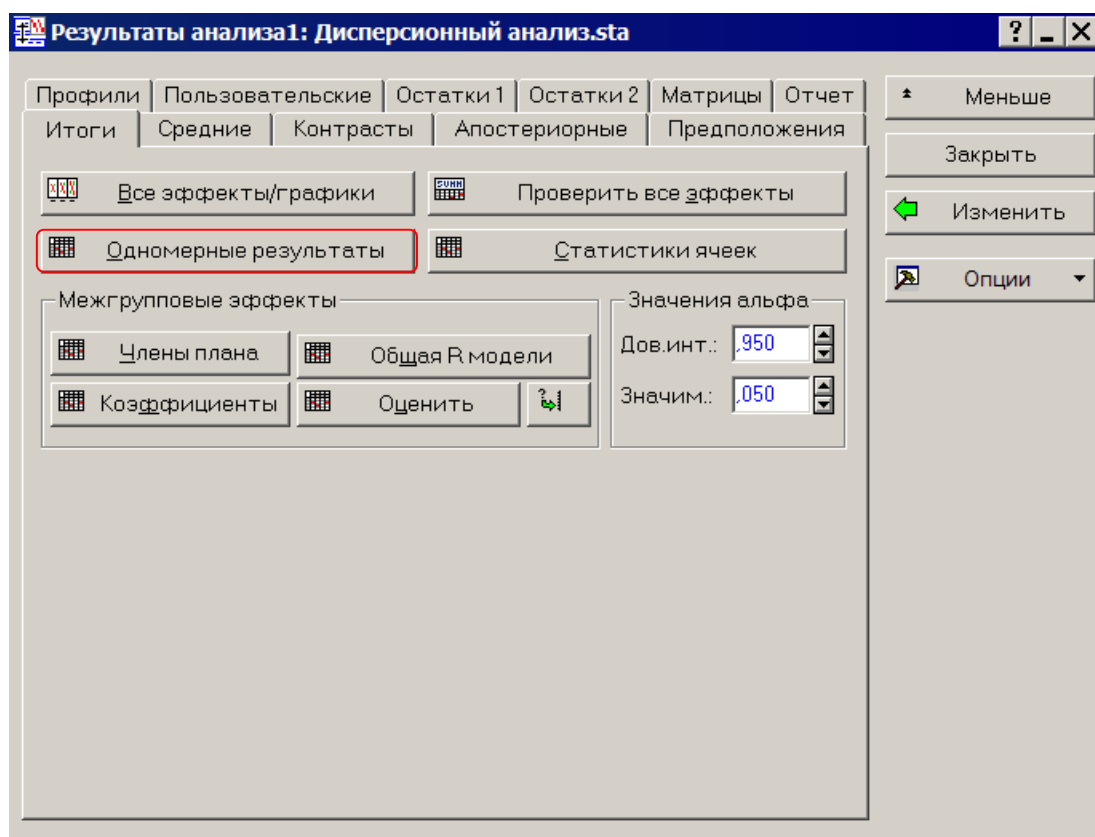 Результаты анализа1: Дисперсионный анализ.sta
Профили Пользовательские Остатки 1 Остатки 2 Матрицы Отчет
Итоги Средние Контрасты Апостериорные Предположения
Все эффекты/графики Проверить все эффекты
Одномерные результаты Статистики ячеек
Межгрупповые эффекты
Члены плана Общая R модели
Коэффициенты Оценить
Значения альфа
Дов.инт.: ,950
Значим.: ,050
Меньше
Закрыть
Изменить
Опции